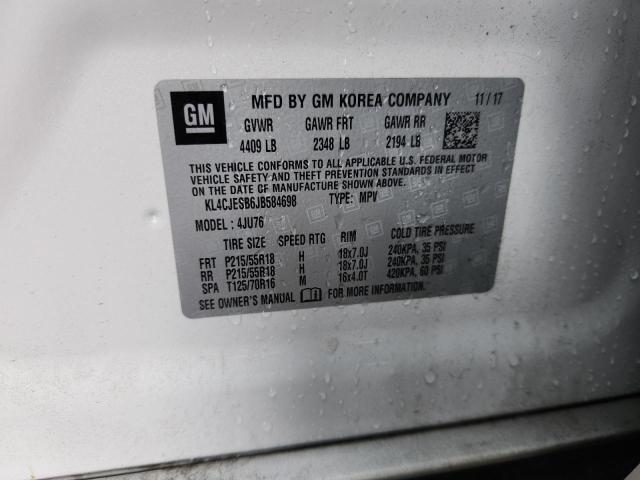 GM MFD BY GM KOREA COMPANY 11/17
GVWR GAWR FRT GAWR RR
4409 LB 2348 LB 2194 LB
THIS VEHICLE CONFORMS TO ALL APPLICABLE U.S. FEDERAL MOTOR
VEHICLE SAFETY AND THEFT PREVENTION STANDARDS IN EFFECT
ON THE DATE OF MANUFACTURE SHOWN ABOVE.
KL4CJESB6JB584698 TYPE: MPV
MODEL: 4JU76
TIRE SIZE SPEED RTG RIM COLD TIRE PRESSURE
FRT P215/55R18 H 18x7.0J 240KPA, 35 PSI
RR P215/55R18 H 18x7.0J 240KPA, 35 PSI
SPA T125/70R16 M 16x4.0T 420KPA, 60 PSI
SEE OWNER'S MANUAL FOR MORE INFORMATION.